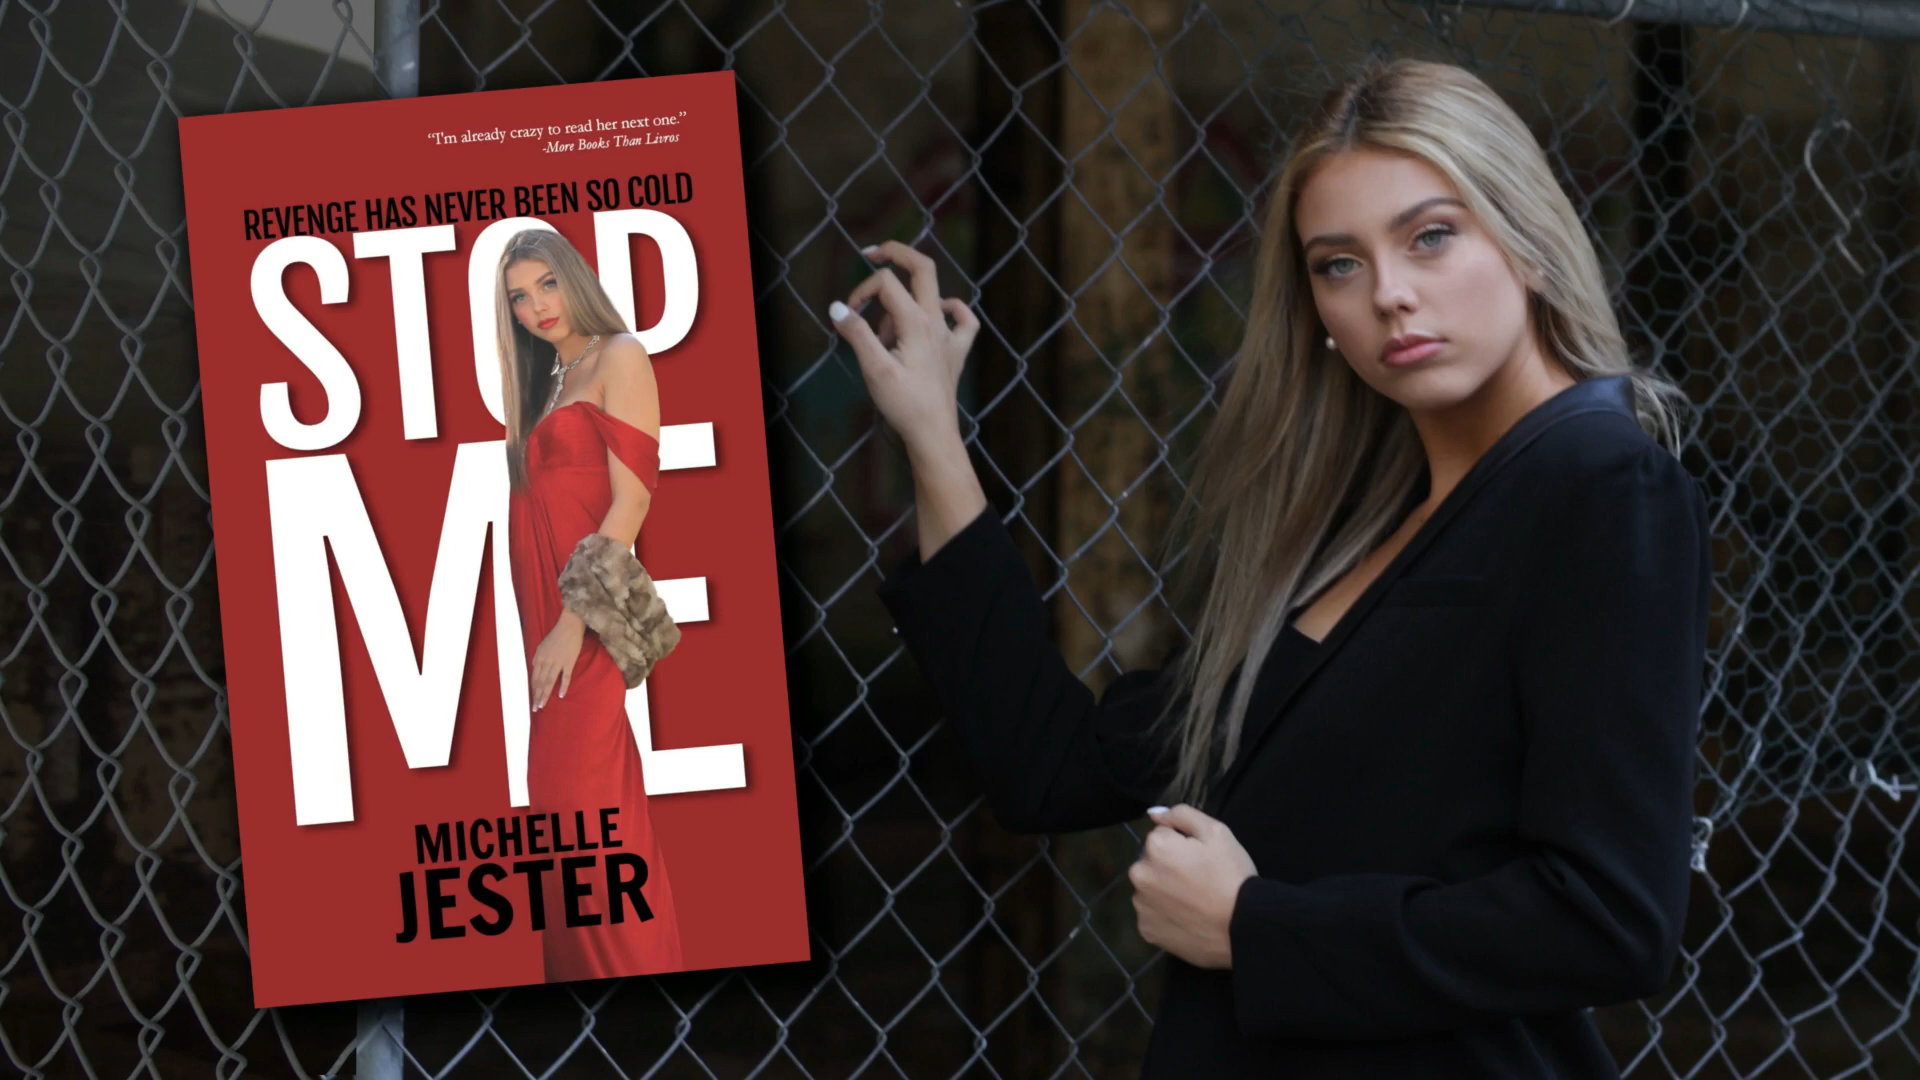 “I'm already crazy to read her next one.”
-More Books Than Livros
REVENGE HAS NEVER BEEN SO COLD
STOP
ME
MICHELLE
JESTER